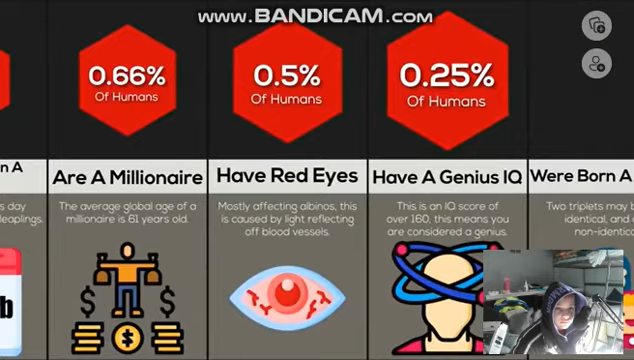 www.BANDICAM.com
0.66%
Of Humans
0.5%
Of Humans
0.25%
Of Humans
n A
Are A Millionaire
Have Red Eyes
Have A Genius IQ
Were Born A
s day
leaplings.
The average global age of a
millionaire is 61 years old.
Mostly affecting albinos, this
is caused by light reflecting
off blood vessels.
This is an IQ score of
over 160, this means you
are considered a genius.
Two triplets may b
identical, and
non-identica
b
$
$
$